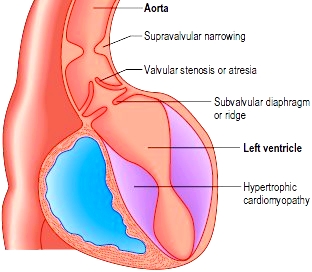 Aorta
Supravalvular narrowing
Valvular stenosis or atresia
Subvalvular diaphragm
or ridge
Left ventricle
Hypertrophic
cardiomyopathy